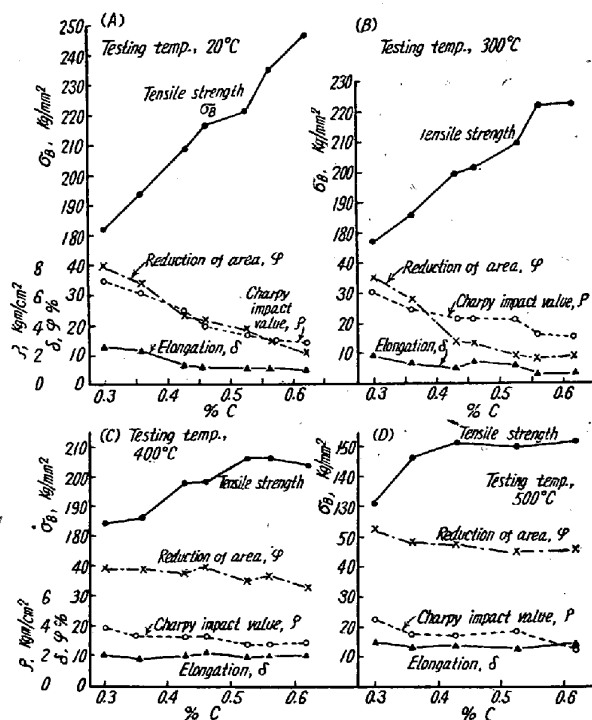 (A)
Testing temp., 20°C
250
240
230
220
210
200
190
180
σB, Kg/mm²
Tensile strength
σB
Reduction of area, φ
Charpy
impact
value, ρ
Elongation, δ
8
6
4
2
0
40
30
20
10
ρ, Kgm/cm²
δ, φ %
0.3
0.4
0.5
0.6
% C
(B)
Testing temp., 300°C
230
220
210
200
190
180
σB, Kg/mm²
Tensile strength
Reduction of area, φ
Charpy impact value, ρ
Elongation, δ
40
30
20
10
0.3
0.4
0.5
0.6
% C
(C) Testing temp.,
400°C
210
200
190
180
σB, Kg/mm²
Tensile strength
Reduction of area, φ
Charpy impact value, ρ
Elongation, δ
6
4
2
0
40
30
20
10
ρ, Kgm/cm²
δ, φ %
0.3
0.4
0.5
0.6
% C
(D)
Tensile strength
Testing temp.,
500°C
150
140
130
σB, Kg/mm²
Reduction of area, φ
Charpy impact value, ρ
Elongation, δ
50
40
30
20
10
0.3
0.4
0.5
0.6
% C